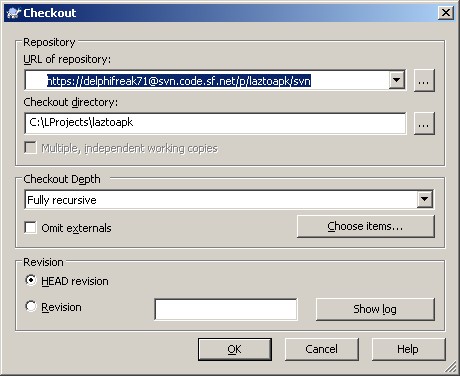 Checkout
Repository
URL of repository:
https://delphifreak71@svn.code.sf.net/p/laztoapk/svn
...
Checkout directory:
C:\LProjects\laztoapk
...
Multiple, independent working copies
Checkout Depth
Fully recursive
Omit externals
Choose items...
Revision
HEAD revision
Revision
Show log
OK
Cancel
Help